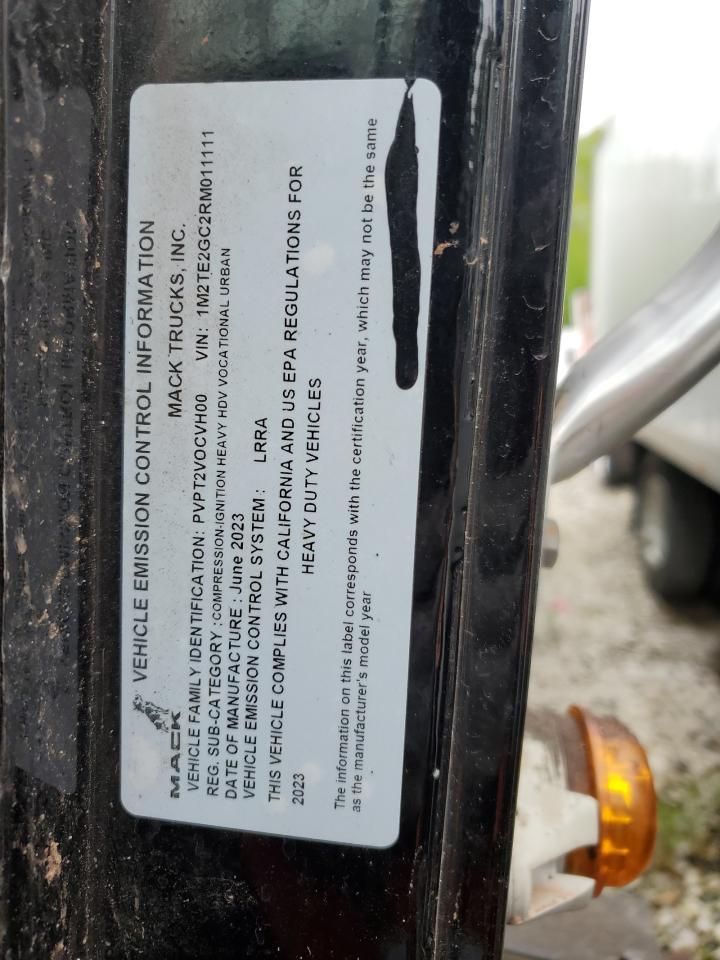 MACK
VEHICLE EMISSION CONTROL INFORMATION
MACK TRUCKS, INC.
VEHICLE FAMILY IDENTIFICATION: PVPT2VOCVH00 VIN: 1M2TE2GC2RM011111
REG. SUB-CATEGORY : COMPRESSION-IGNITION HEAVY HDV VOCATIONAL URBAN
DATE OF MANUFACTURE : June 2023
VEHICLE EMISSION CONTROL SYSTEM : LRRA
THIS VEHICLE COMPLIES WITH CALIFORNIA AND US EPA REGULATIONS FOR
2023 HEAVY DUTY VEHICLES
The information on this label corresponds with the certification year, which may not be the same
as the manufacturer's model year